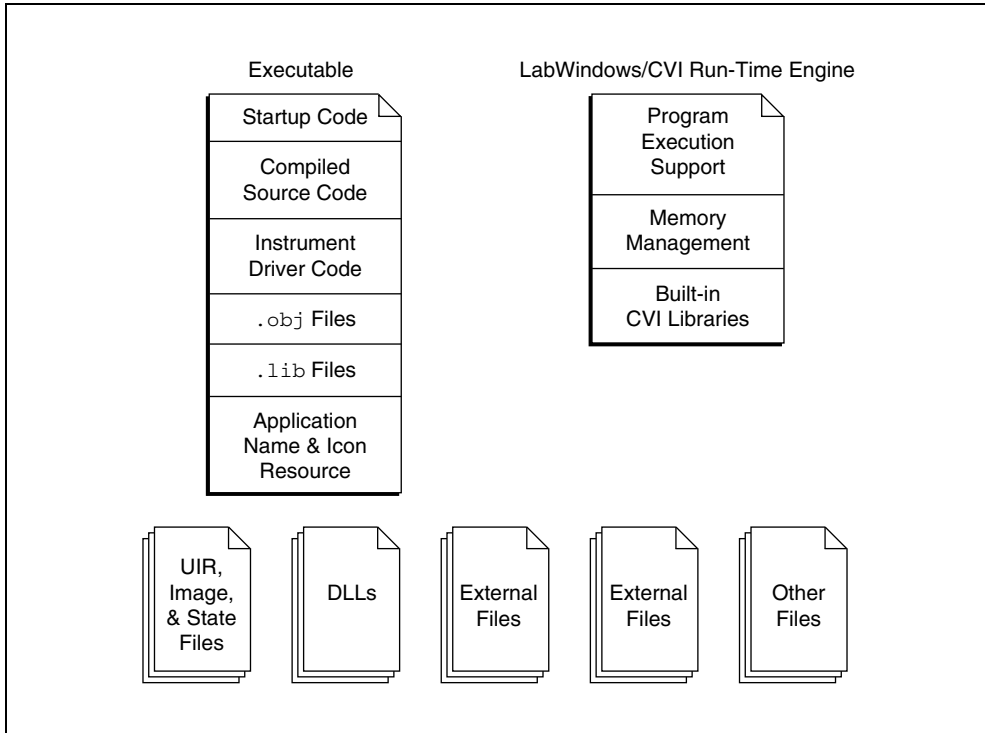 Executable
Startup Code
Compiled
Source Code
Instrument
Driver Code
.obj Files
.lib Files
Application
Name & Icon
Resource
LabWindows/CVI Run-Time Engine
Program
Execution
Support
Memory
Management
Built-in
CVI Libraries
UIR,
Image,
& State
Files
DLLs
External
Files
External
Files
Other
Files